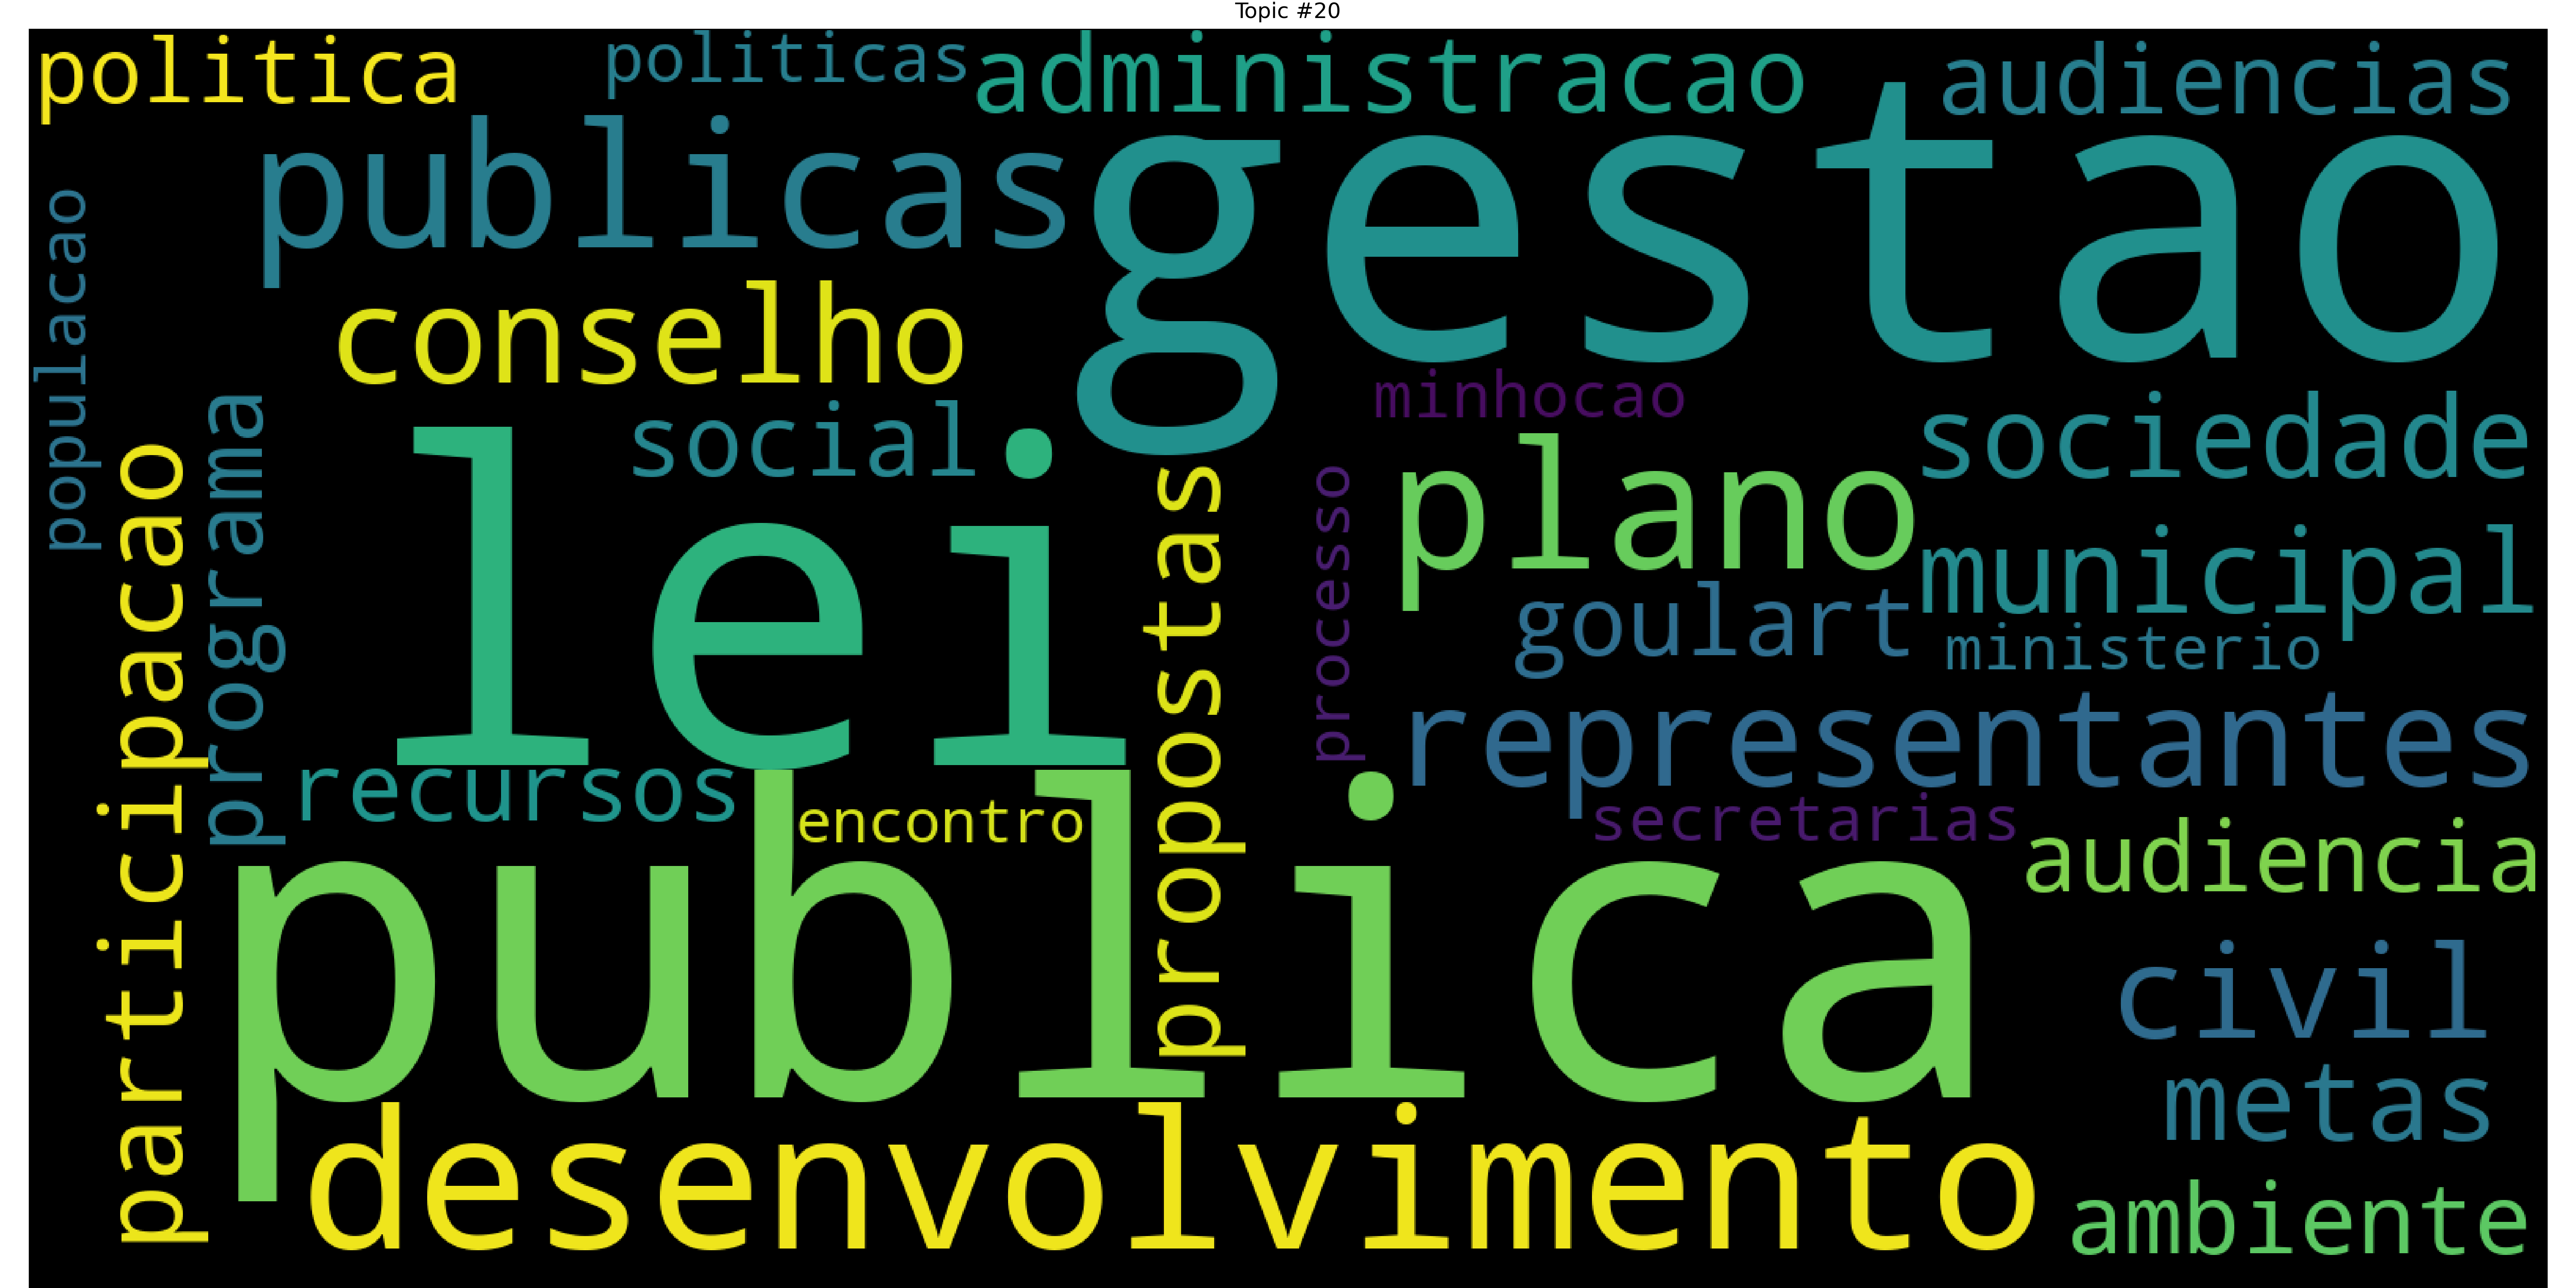 Topic #20
politica
politicas
administracao
audiencias
publicas
gestao
populacao
conselho
minhocao
social
sociedade
programa
participacao
lei
propostas
processo
plano
municipal
goulart
ministerio
representantes
recursos
encontro
secretarias
audiencia
publica
civil
metas
desenvolvimento
ambiente